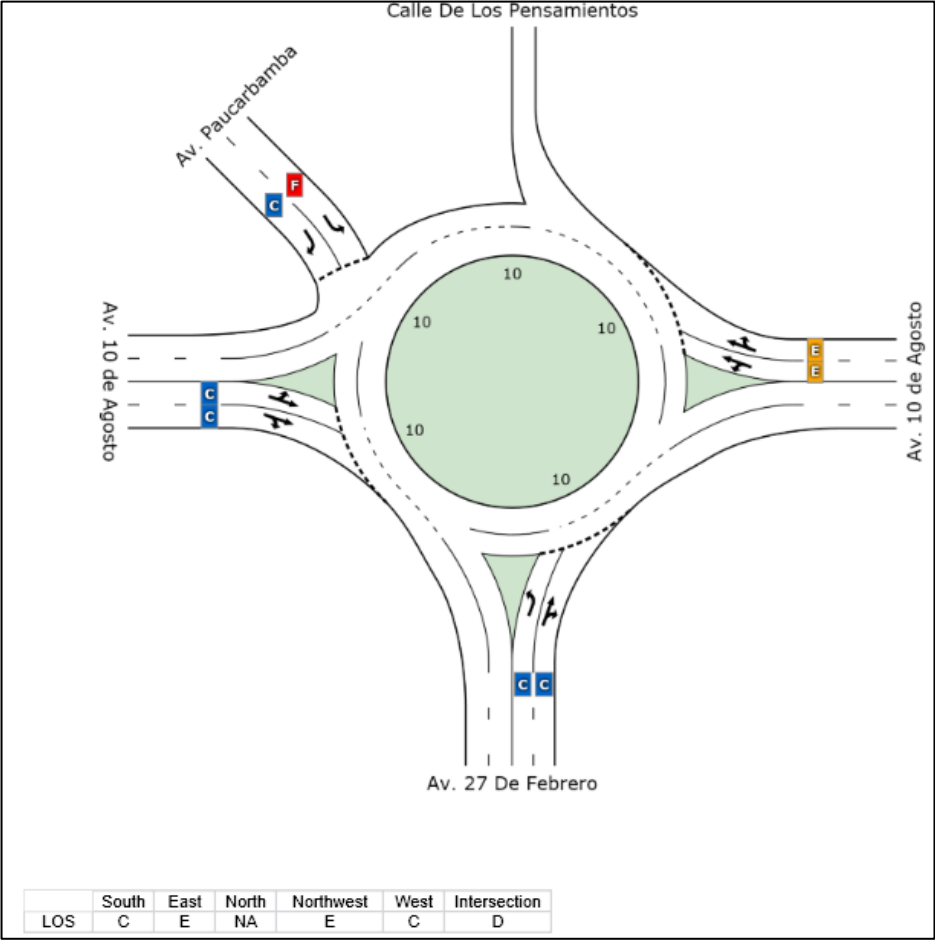 Calle De Los Pensamientos
Av. Paucarbamba
F
C
10
10
10
Av. 10 de Agosto
Av. 10 de Agosto
E
E
C
C
10
10
C C
Av. 27 De Febrero
South East North Northwest West Intersection
LOS C E NA E C D